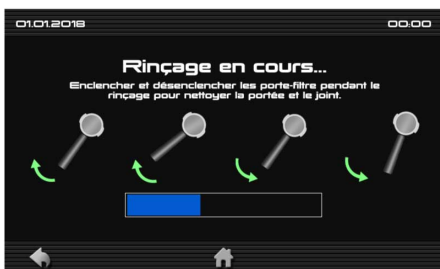 01.01.2018
00:00
Rinçage en cours...
Enclencher et désenclencher les porte-filtre pendant le
rinçage pour nettoyer la portée et le joint.